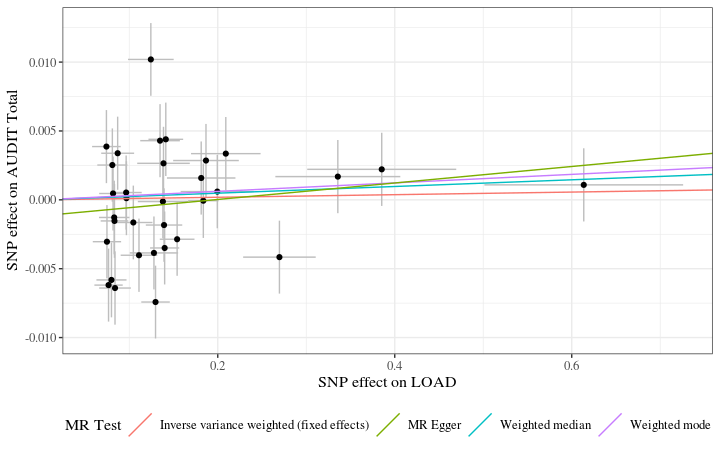 SNP effect on AUDIT Total
0.010
0.005
0.000
-0.005
-0.010
0.2
0.4
0.6
SNP effect on LOAD
MR Test
Inverse variance weighted (fixed effects)
MR Egger
Weighted median
Weighted mode